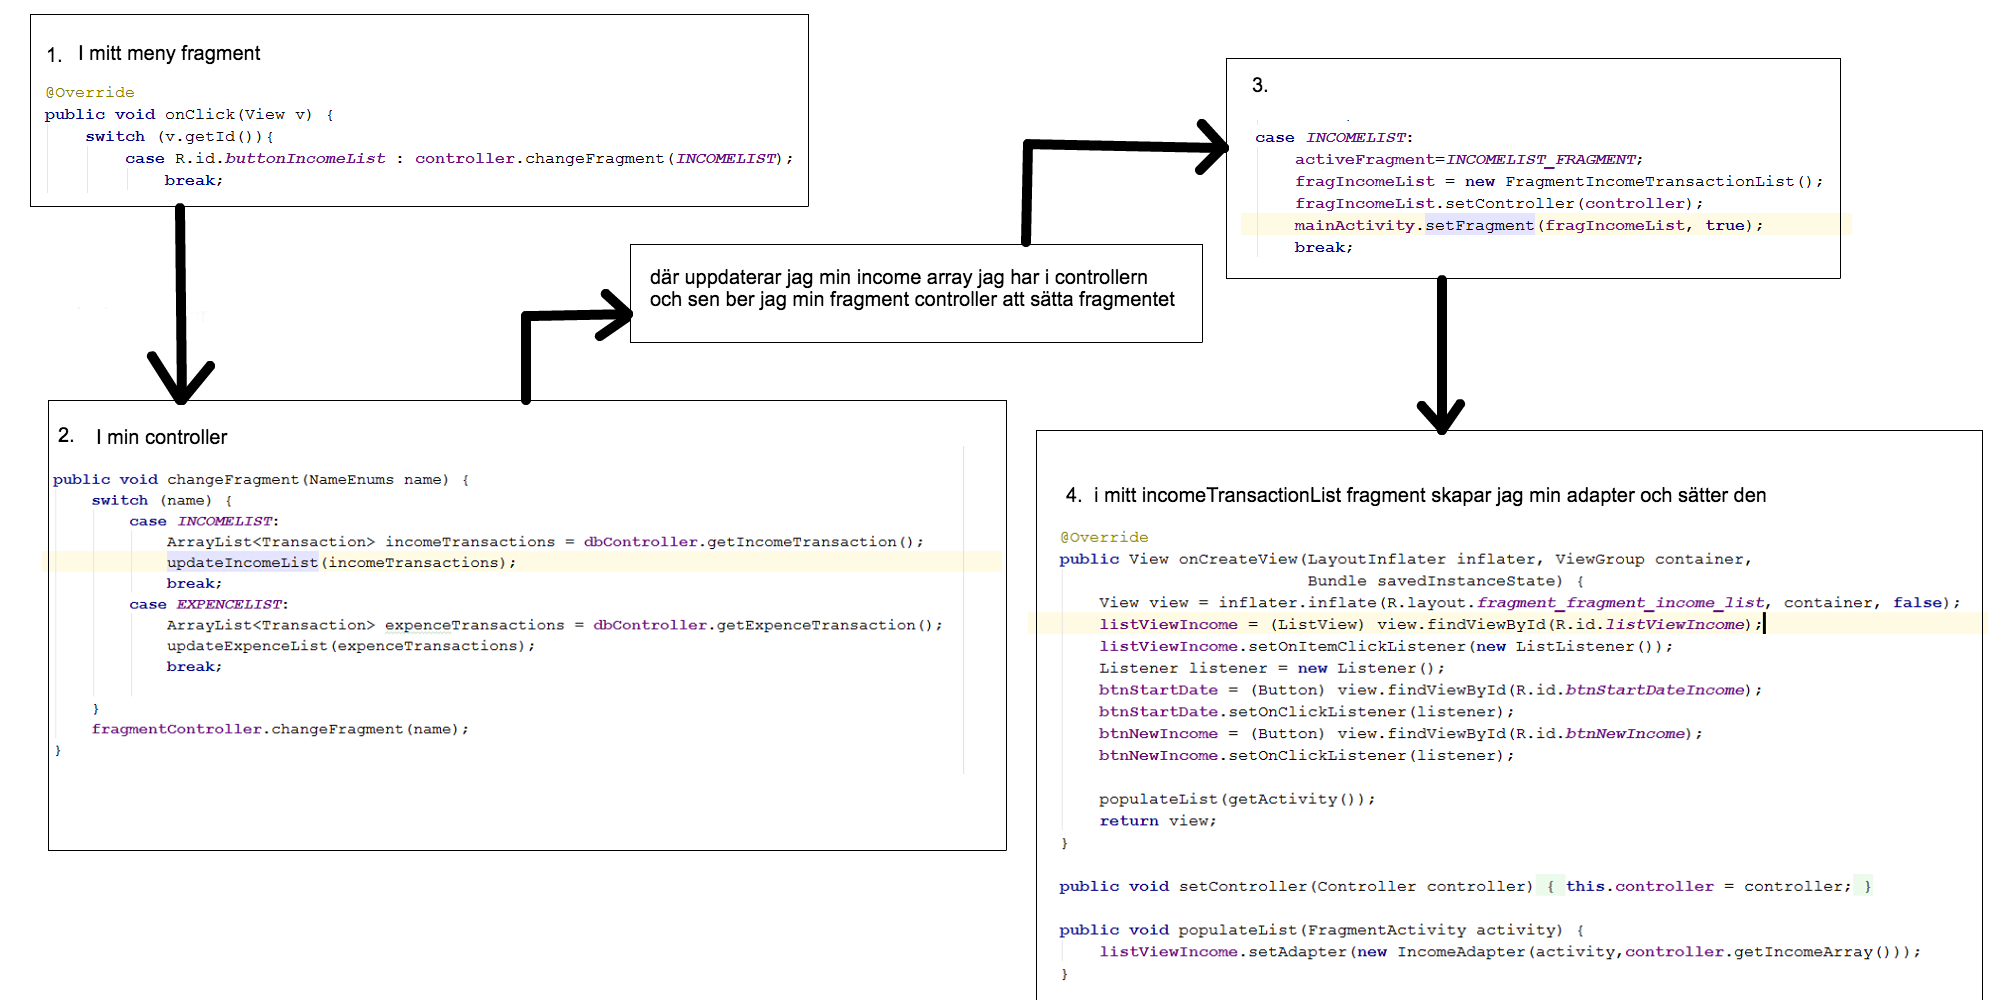 1. I mitt meny fragment
@Override
public void onClick(View v) {
switch (v.getId()){
case R.id.buttonIncomeList : controller.changeFragment(INCOMELIST);
break;
2. I min controller
public void changeFragment(NameEnums name) {
switch (name) {
case INCOMELIST:
ArrayList<Transaction> incomeTransactions = dbController.getIncomeTransaction();
updateIncomeList(incomeTransactions);
break;
case EXPENCELIST:
ArrayList<Transaction> expenceTransactions = dbController.getExpenceTransaction();
updateExpenceList(expenceTransactions);
break;
}
fragmentController.changeFragment(name);
}
där uppdaterar jag min income array jag har i controllern
och sen ber jag min fragment controller att sätta fragmentet
3.
case INCOMELIST:
activeFragment=INCOMELIST_FRAGMENT;
fragIncomeList = new FragmentIncomeTransactionList();
fragIncomeList.setController(controller);
mainActivity.setFragment(fragIncomeList, true);
break;
4. i mitt incomeTransactionList fragment skapar jag min adapter och sätter den
@Override
public View onCreateView(LayoutInflater inflater, ViewGroup container,
Bundle savedInstanceState) {
View view = inflater.inflate(R.layout.fragment_fragment_income_list, container, false);
listViewIncome = (ListView) view.findViewById(R.id.listViewIncome);
listViewIncome.setOnItemClickListener(new ListListener());
Listener listener = new Listener();
btnStartDate = (Button) view.findViewById(R.id.btnStartDateIncome);
btnStartDate.setOnClickListener(listener);
btnNewIncome = (Button) view.findViewById(R.id.btnNewIncome);
btnNewIncome.setOnClickListener(listener);
populateList(getActivity());
return view;
}
public void setController(Controller controller) { this.controller = controller; }
public void populateList(FragmentActivity activity) {
listViewIncome.setAdapter(new IncomeAdapter(activity,controller.getIncomeArray()));
}